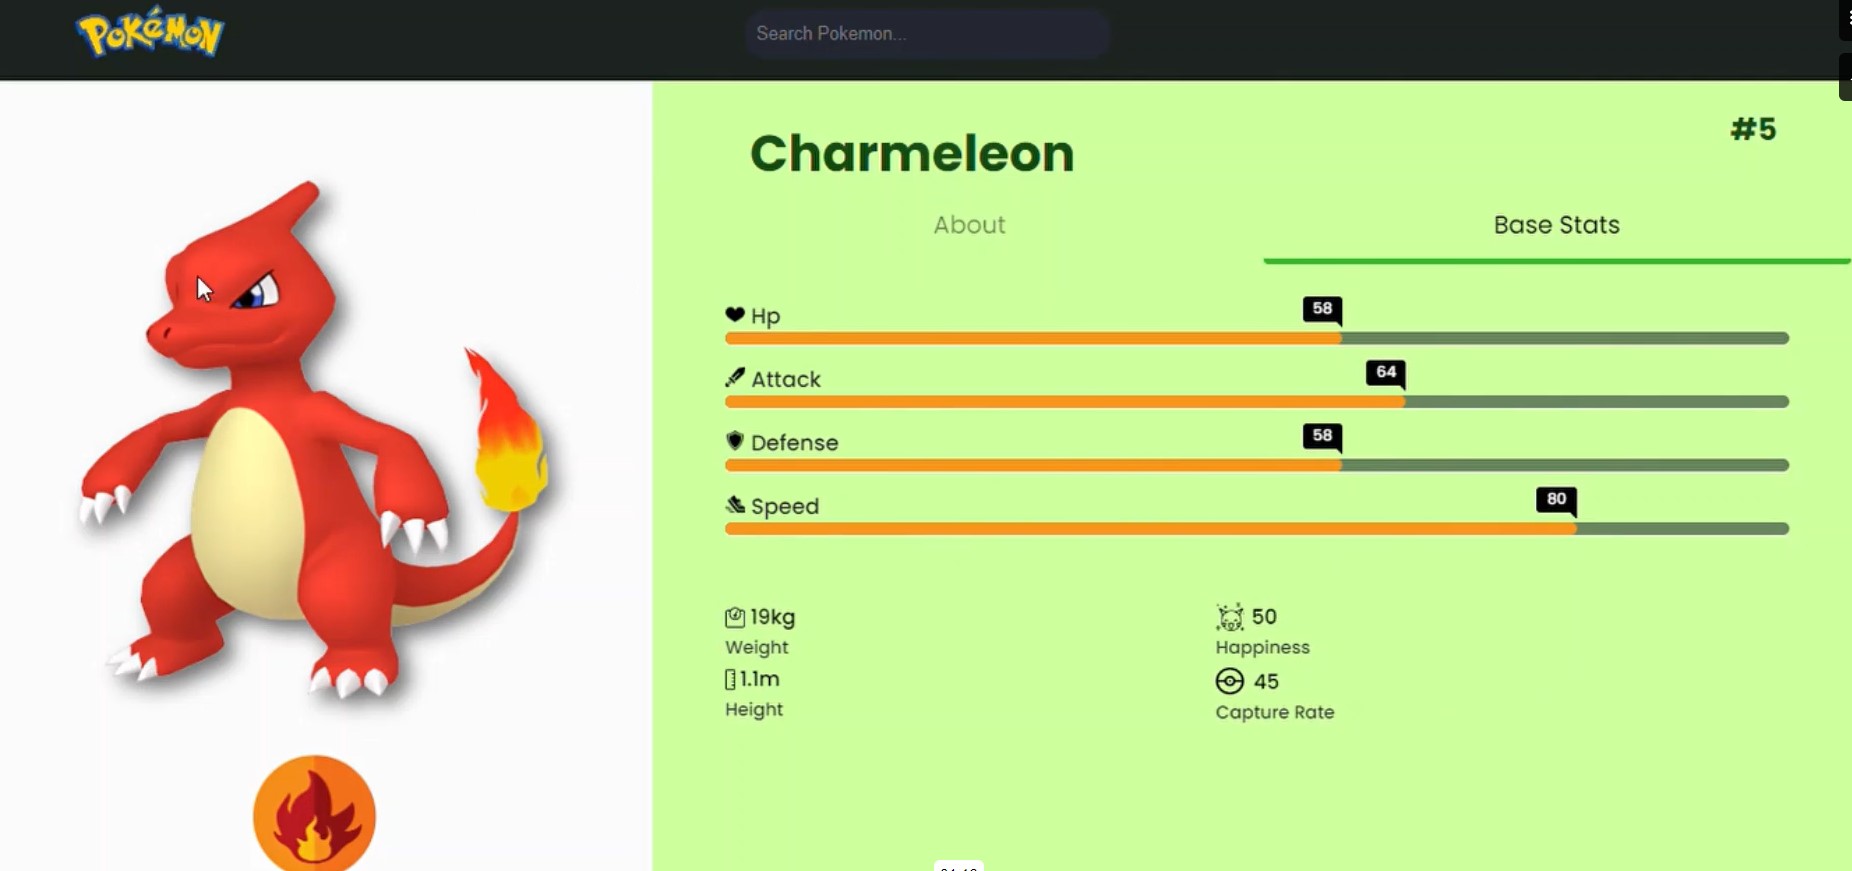 POKéMON
Search Pokemon...
Charmeleon
#5
About
Base Stats
Hp
58
Attack
64
Defense
58
Speed
80
19kg
Weight
1.1m
Height
50
Happiness
45
Capture Rate